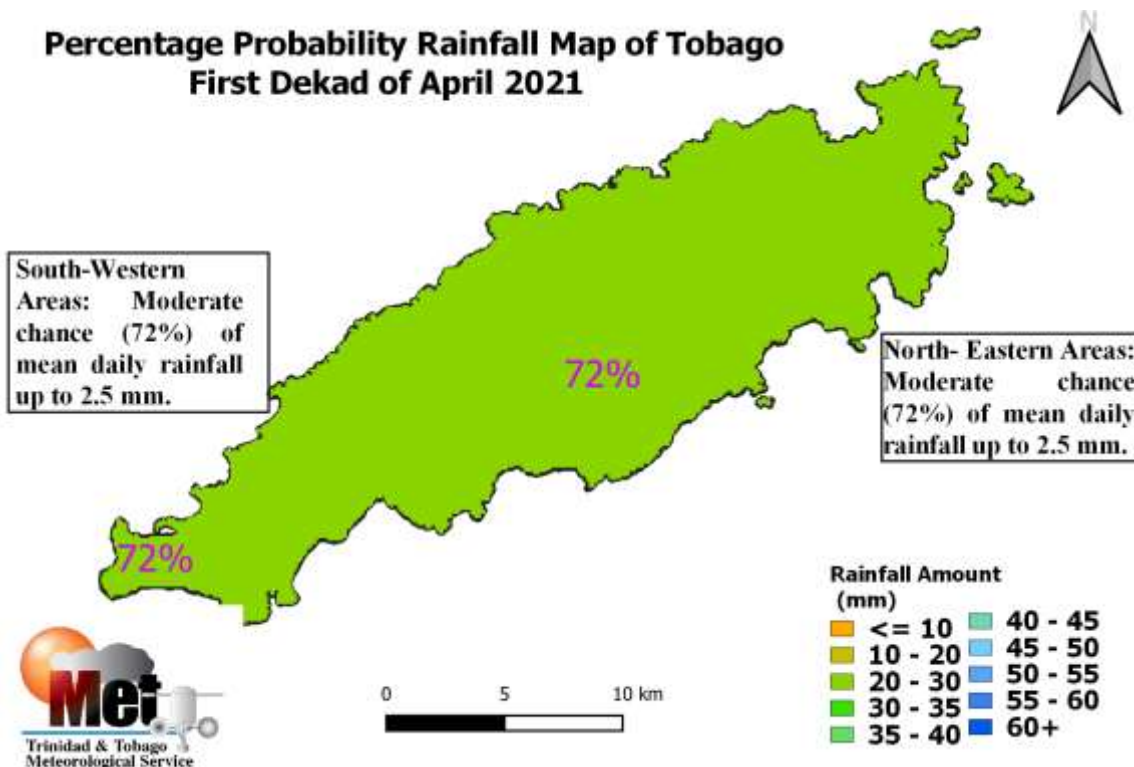 Percentage Probability Rainfall Map of Tobago
First Dekad of April 2021
N
South-Western
Areas: Moderate
chance (72%) of
mean daily rainfall
up to 2.5 mm.
72%
North- Eastern Areas:
Moderate chance
(72%) of mean daily
rainfall up to 2.5 mm.
72%
Rainfall Amount
(mm)
<= 10
10 - 20
20 - 30
30 - 35
35 - 40
40 - 45
45 - 50
50 - 55
55 - 60
60+
0 5 10 km
Met
Trinidad & Tobago
Meteorological Service